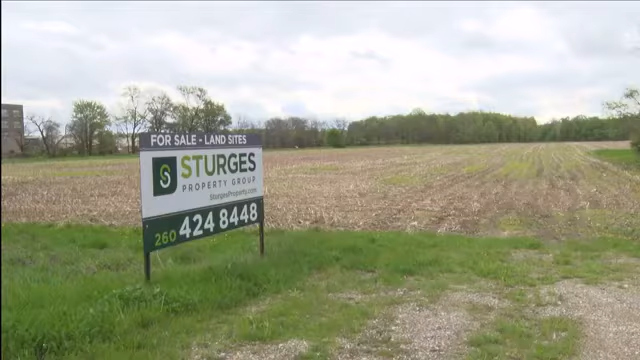 FOR SALE - LAND SITES
STURGES
PROPERTY GROUP
SturgesProperty.com
260 424 8448